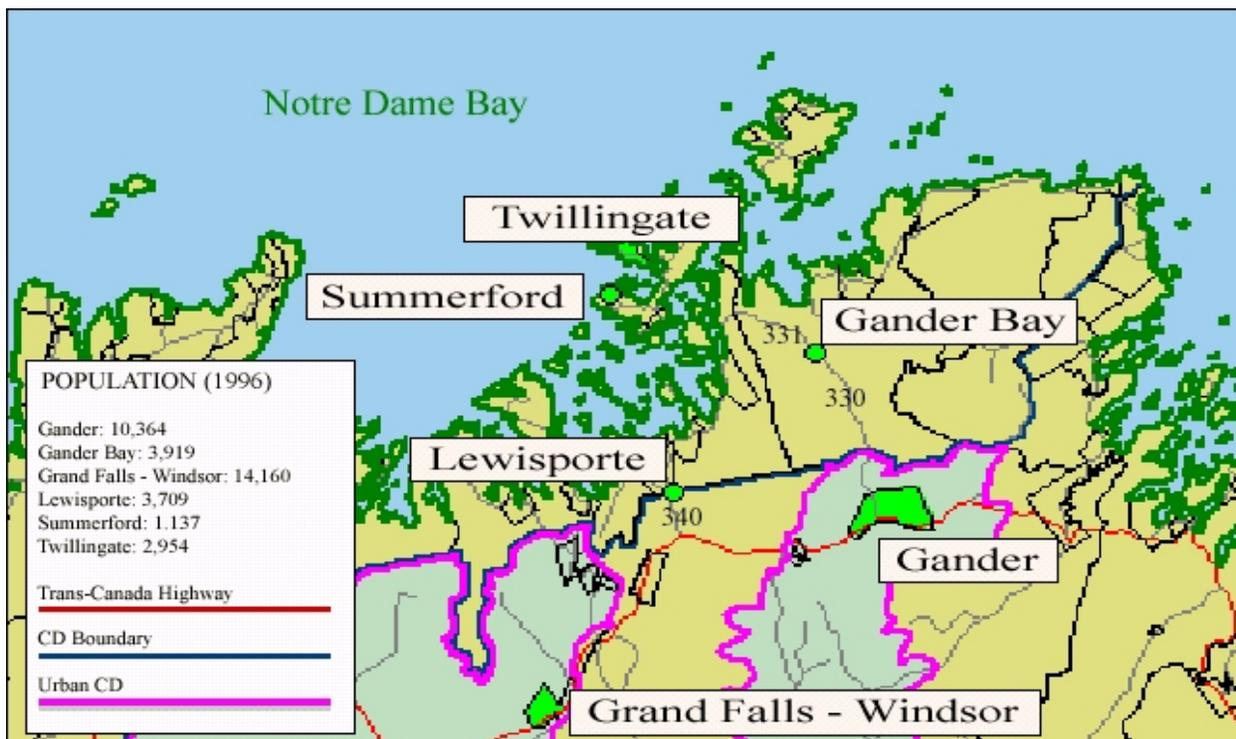 Notre Dame Bay
Twillingate
Summerford
Gander Bay
331
330
Lewisporte
340
Gander
Grand Falls - Windsor
POPULATION (1996)
Gander: 10,364
Gander Bay: 3,919
Grand Falls - Windsor: 14,160
Lewisporte: 3,709
Summerford: 1.137
Twillingate: 2,954
Trans-Canada Highway
CD Boundary
Urban CD